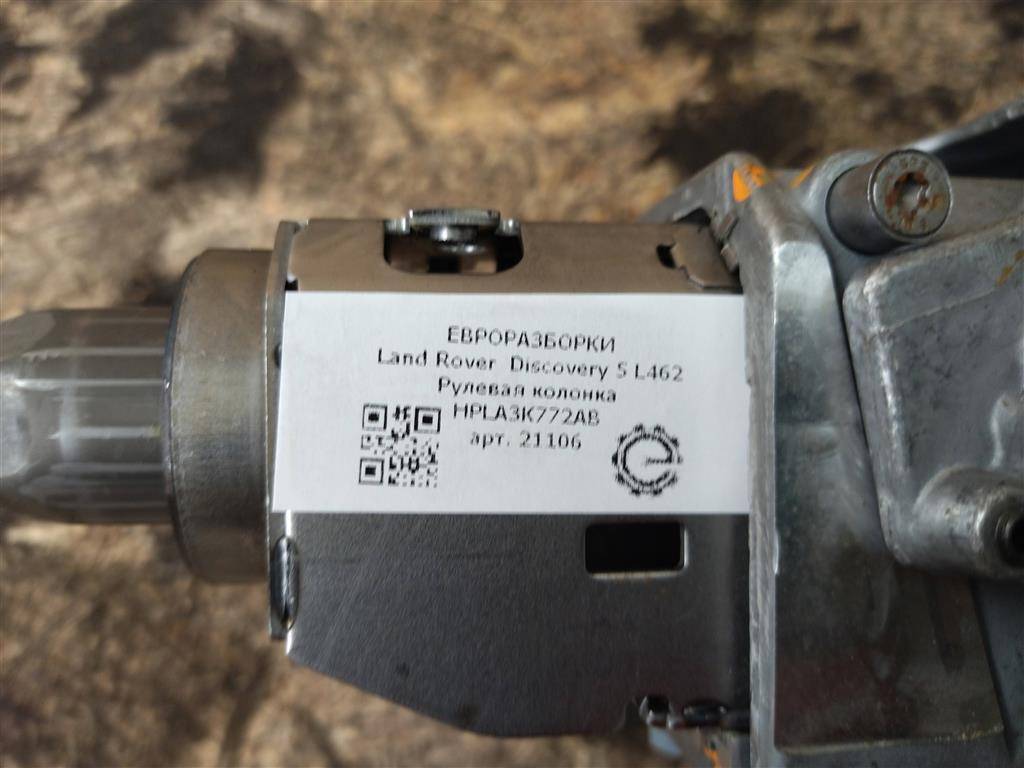 ЕВРОРАЗБОРКИ
Land Rover Discovery 5 L462
Рулевая колонка
HPLA3K772AB
арт. 21106